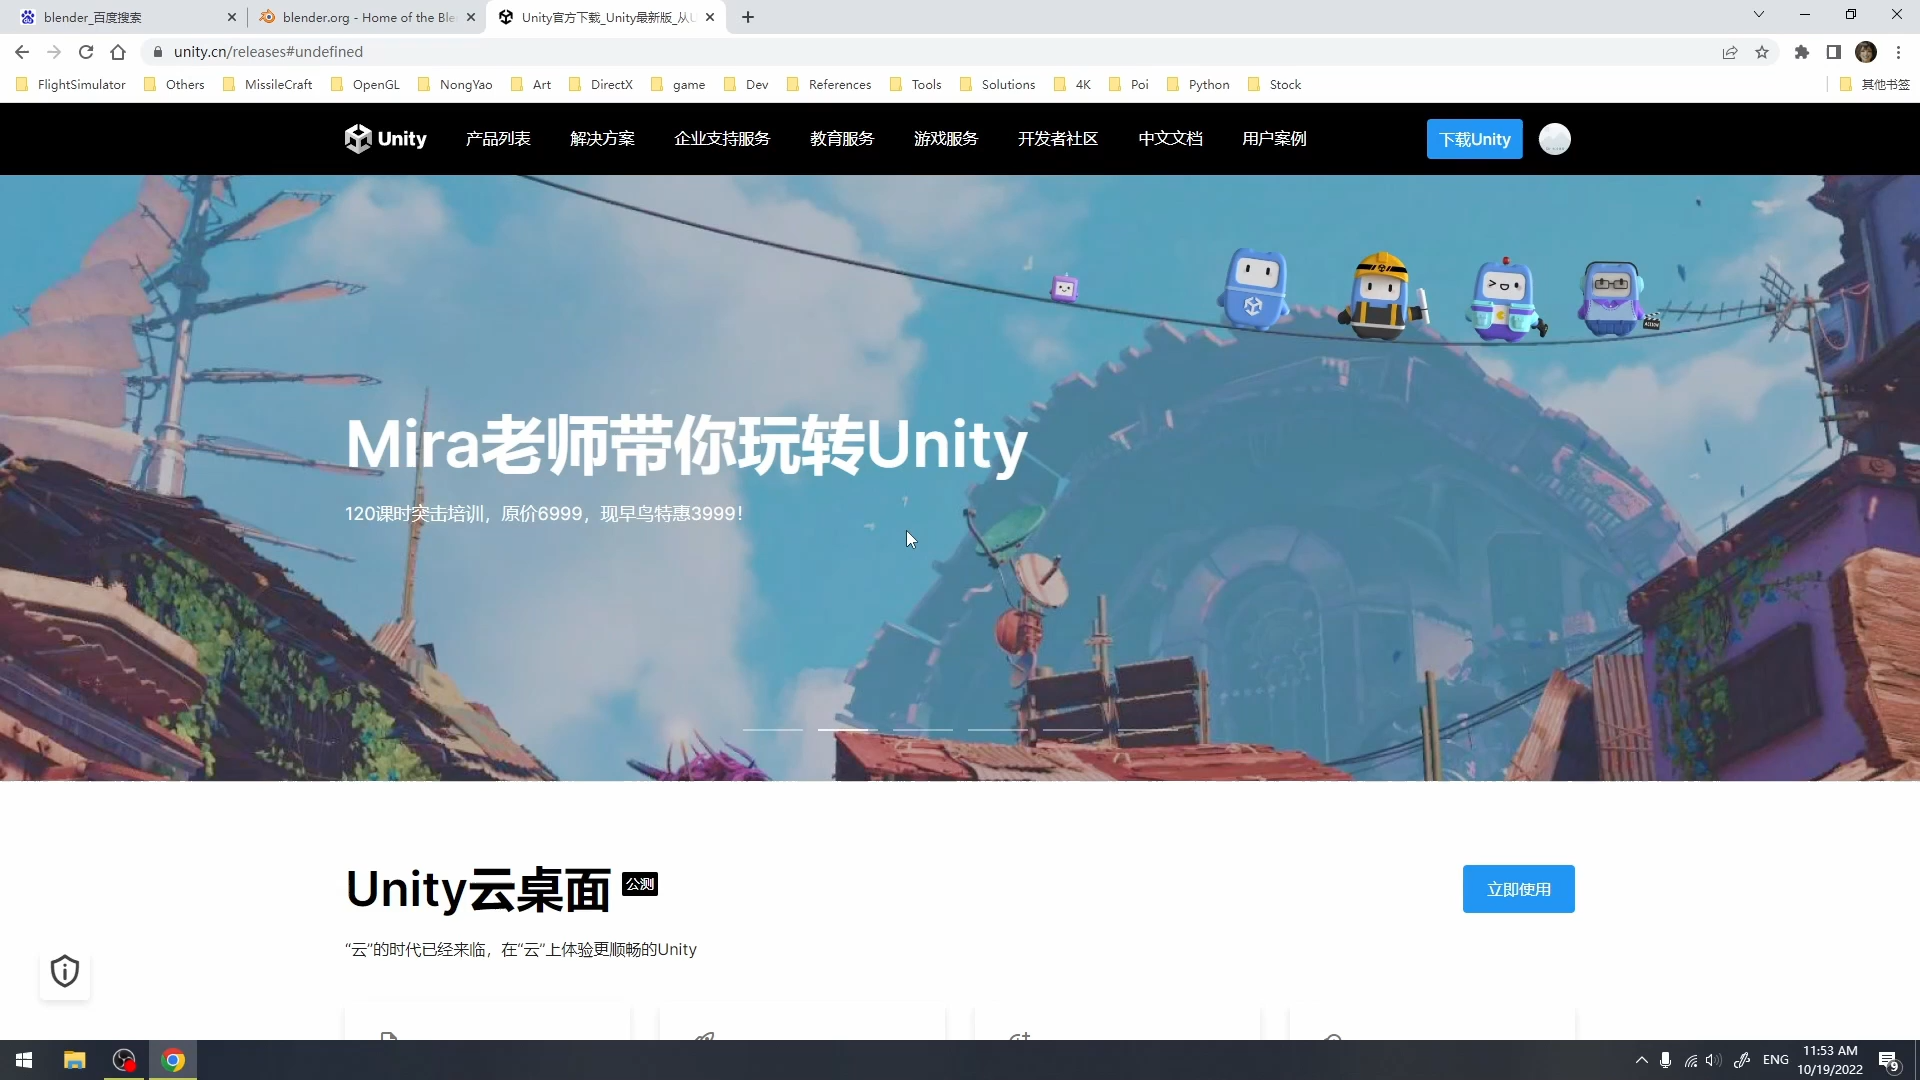 blender_百度搜索
blender.org - Home of the Ble
Unity官方下载_Unity最新版_从U
unity.cn/releases#undefined
FlightSimulator Others MissileCraft OpenGL NongYao Art DirectX game Dev References Tools Solutions 4K Poi Python Stock 其他书签
Unity 产品列表 解决方案 企业支持服务 教育服务 游戏服务 开发者社区 中文文档 用户案例 下载Unity
Mira老师带你玩转Unity
120课时突击培训，原价6999，现早鸟特惠3999！
Unity云桌面 公测
立即使用
“云”的时代已经来临，在“云”上体验更顺畅的Unity
ENG
11:53 AM
10/19/2022
9